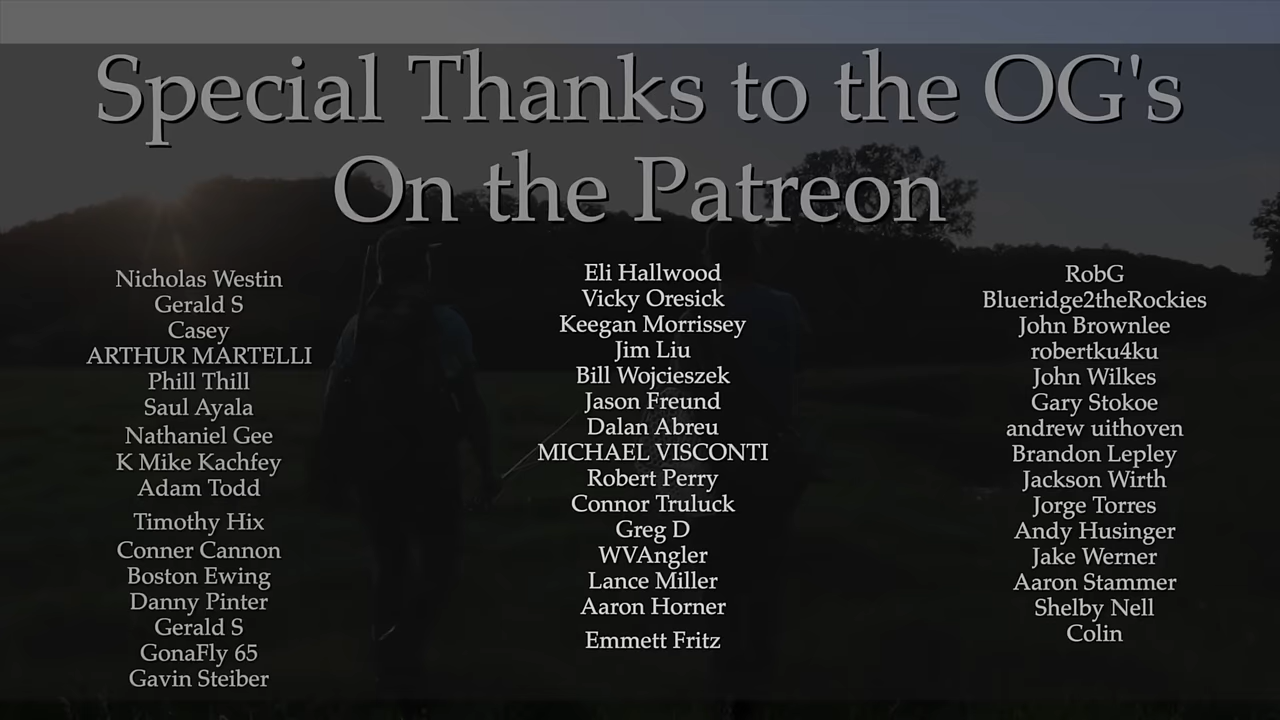 Special Thanks to the OG's
On the Patreon
Nicholas Westin
Gerald S
Casey
ARTHUR MARTELLI
Phill Thill
Saul Ayala
Nathaniel Gee
K Mike Kachfey
Adam Todd
Timothy Hix
Conner Cannon
Boston Ewing
Danny Pinter
Gerald S
GonaFly 65
Gavin Steiber
Eli Hallwood
Vicky Oresick
Keegan Morrissey
Jim Liu
Bill Wojcieszek
Jason Freund
Dalan Abreu
MICHAEL VISCONTI
Robert Perry
Connor Truluck
Greg D
WVAngler
Lance Miller
Aaron Horner
Emmett Fritz
RobG
Blueridge2theRockies
John Brownlee
robertku4ku
John Wilkes
Gary Stokoe
andrew uithoven
Brandon Lepley
Jackson Wirth
Jorge Torres
Andy Husinger
Jake Werner
Aaron Stammer
Shelby Nell
Colin